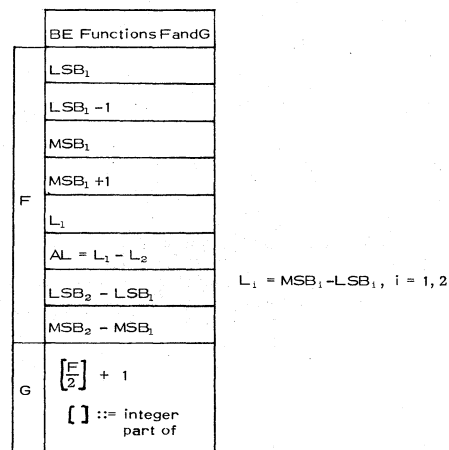 BE Functions FandG
F
LSB₁
LSB₁ -1
MSB₁
MSB₁ +1
L₁
AL = L₁ - L₂
LSB₂ - LSB₁
MSB₂ - MSB₁
Lᵢ = MSBᵢ-LSBᵢ, i = 1, 2
G
[F/2] + 1
[ ] ::= integer
part of